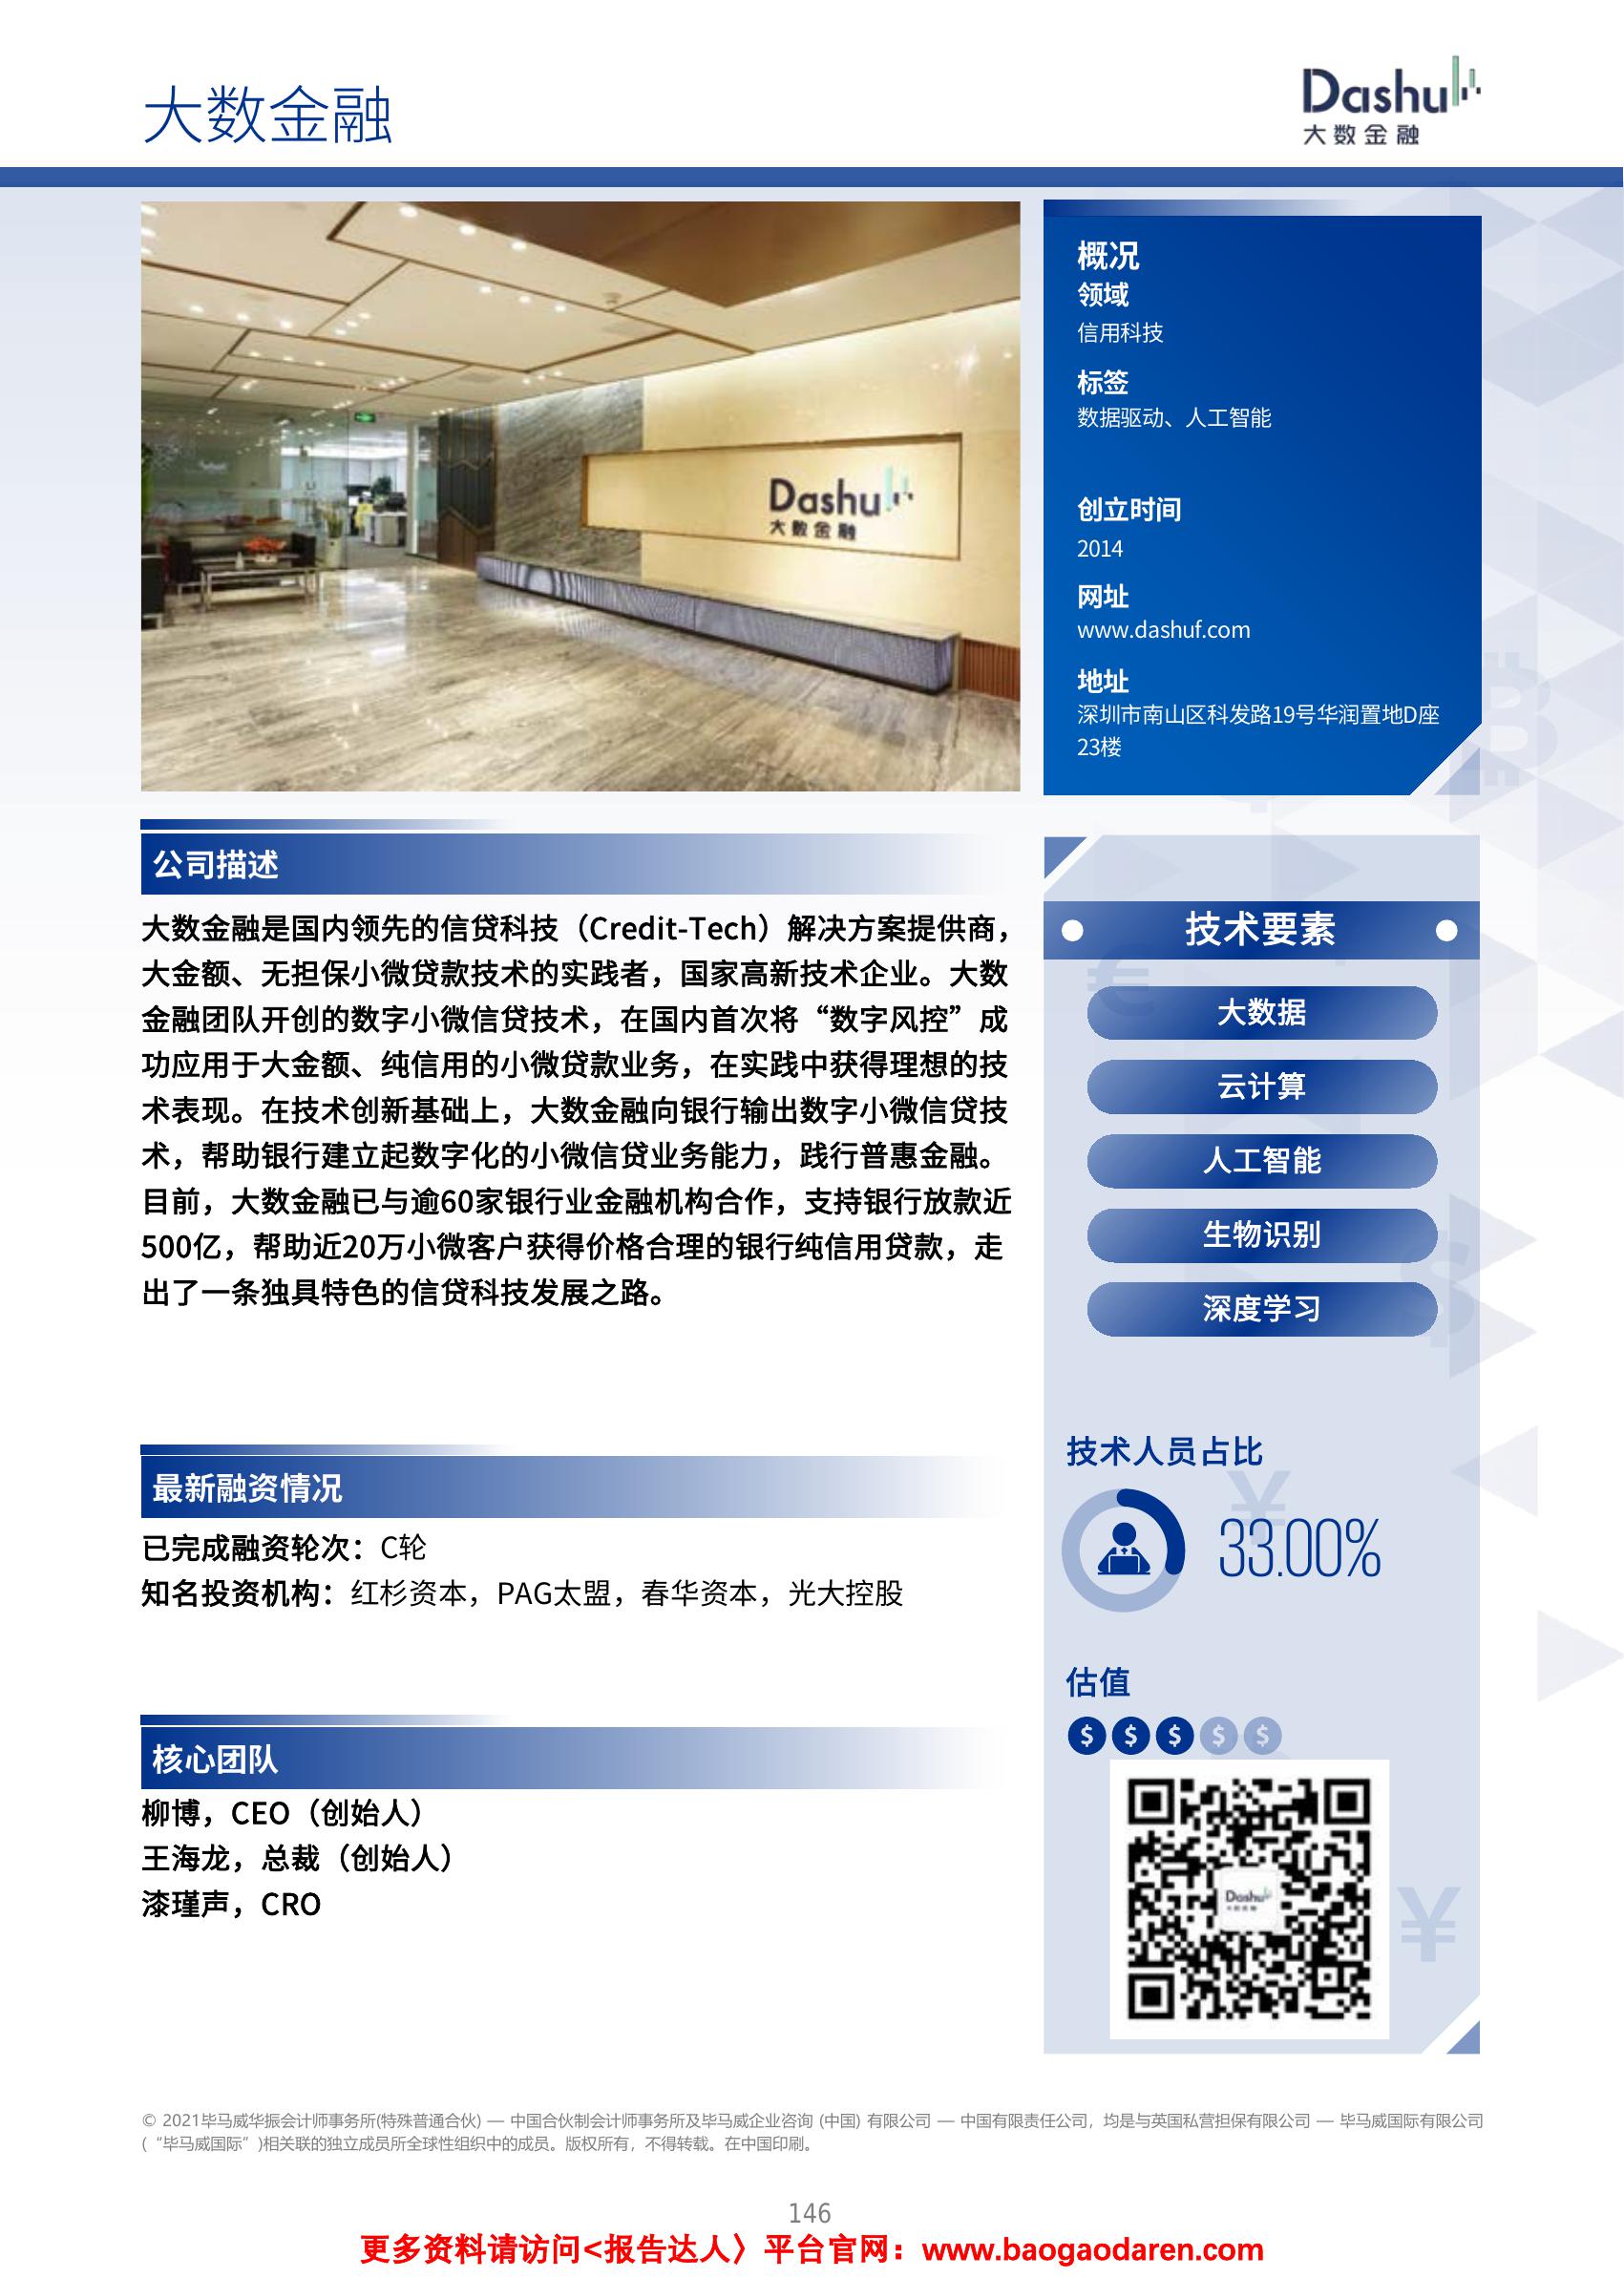 大数金融
Dashu
大数金融
Dashu
大数金融
概况
领域
信用科技
标签
数据驱动、人工智能
创立时间
2014
网址
www.dashuf.com
地址
深圳市南山区科发路19号华润置地D座
23楼
公司描述
大数金融是国内领先的信贷科技（Credit-Tech）解决方案提供商，
大金额、无担保小微贷款技术的实践者，国家高新技术企业。大数
金融团队开创的数字小微信贷技术，在国内首次将“数字风控”成
功应用于大金额、纯信用的小微贷款业务，在实践中获得理想的技
术表现。在技术创新基础上，大数金融向银行输出数字小微信贷技
术，帮助银行建立起数字化的小微信贷业务能力，践行普惠金融。
目前，大数金融已与逾60家银行业金融机构合作，支持银行放款近
500亿，帮助近20万小微客户获得价格合理的银行纯信用贷款，走
出了一条独具特色的信贷科技发展之路。
最新融资情况
已完成融资轮次：C轮
知名投资机构：红杉资本，PAG太盟，春华资本，光大控股
核心团队
柳博，CEO（创始人）
王海龙，总裁（创始人）
漆瑾声，CRO
技术要素
大数据
云计算
人工智能
生物识别
深度学习
技术人员占比
33.00%
估值
$ $ $ $ $
Dashu
© 2021毕马威华振会计师事务所(特殊普通合伙) — 中国合伙制会计师事务所及毕马威企业咨询 (中国) 有限公司 — 中国有限责任公司，均是与英国私营担保有限公司 — 毕马威国际有限公司
(“毕马威国际”)相关联的独立成员所全球性组织中的成员。版权所有，不得转载。在中国印刷。
146
更多资料请访问<报告达人〉平台官网：www.baogaodaren.com